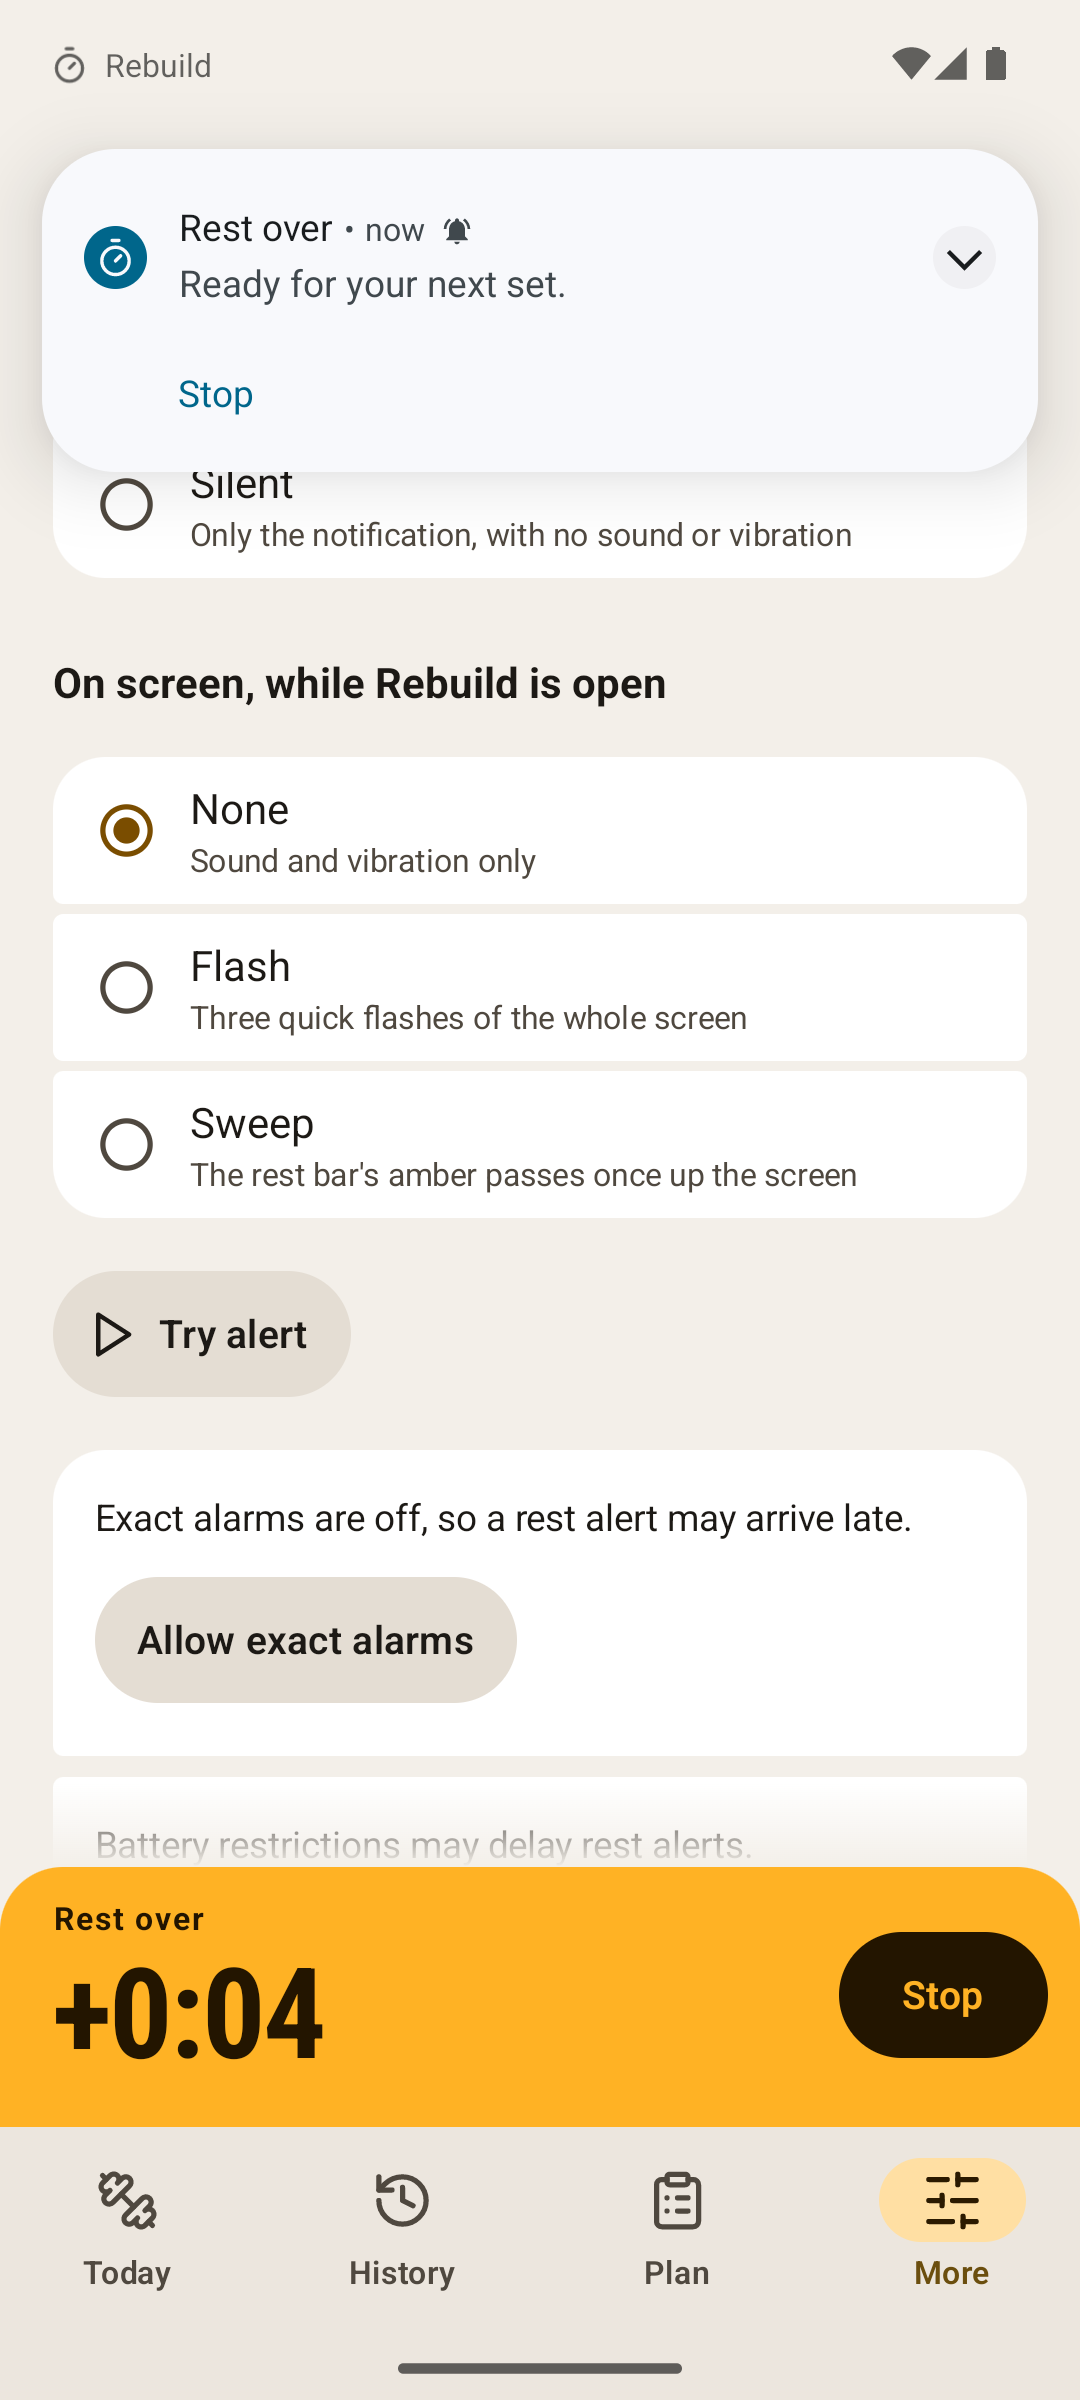 Rebuild
Rest over • now
Ready for your next set.
Stop
Silent
Only the notification, with no sound or vibration
On screen, while Rebuild is open
None
Sound and vibration only
Flash
Three quick flashes of the whole screen
Sweep
The rest bar's amber passes once up the screen
Try alert
Exact alarms are off, so a rest alert may arrive late.
Allow exact alarms
Battery restrictions may delay rest alerts.
Rest over
+0:04
Stop
Today
History
Plan
More